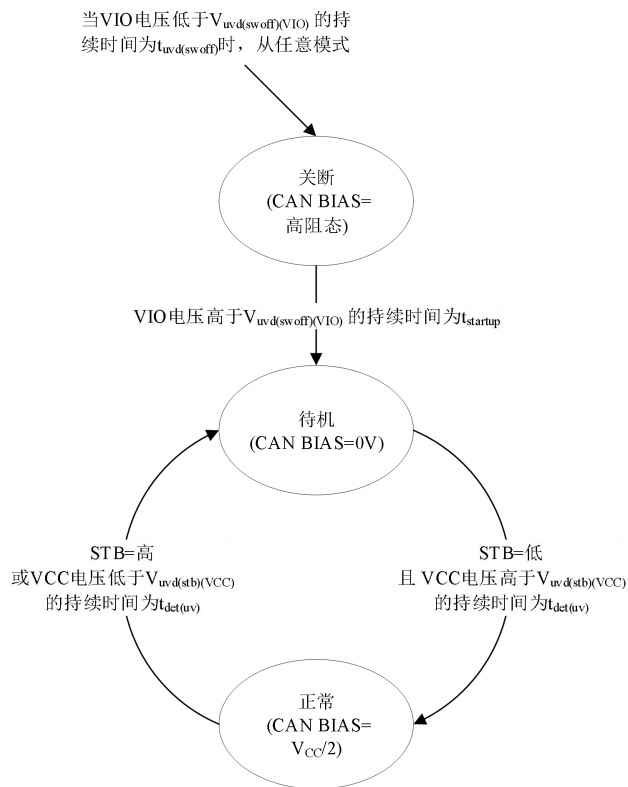 当VIO电压低于Vuvd(swoff)(VIO) 的持
续时间为tuvd(swoff)时，从任意模式
关断
(CAN BIAS=
高阻态)
VIO电压高于Vuvd(swoff)(VIO) 的持续时间为tstartup
待机
(CAN BIAS=0V)
STB=高
或VCC电压低于Vuvd(stb)(VCC)
的持续时间为tdet(uv)
STB=低
且 VCC电压高于Vuvd(stb)(VCC)
的持续时间为tdet(uv)
正常
(CAN BIAS=
VCC/2)